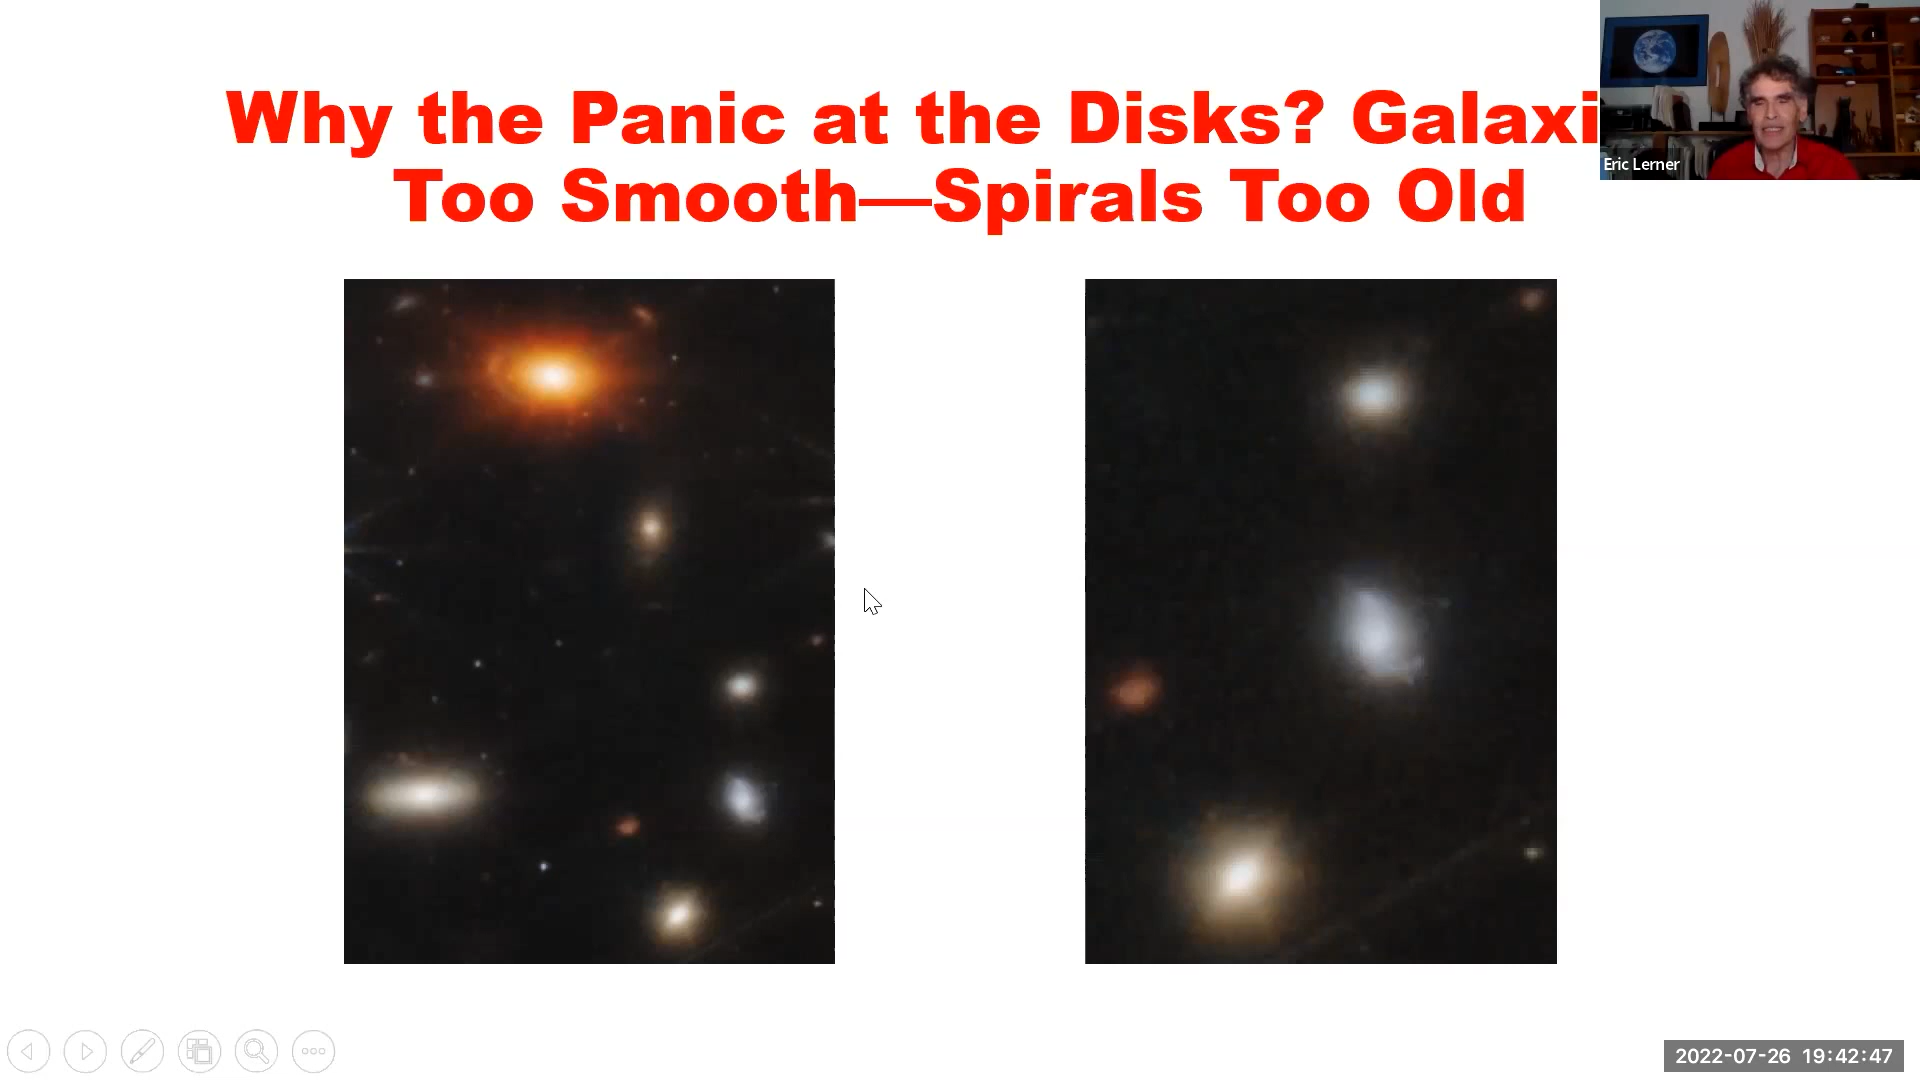 Why the Panic at the Disks? Galaxi
Too Smooth—Spirals Too Old
Eric Lerner
2022-07-26 19:42:47